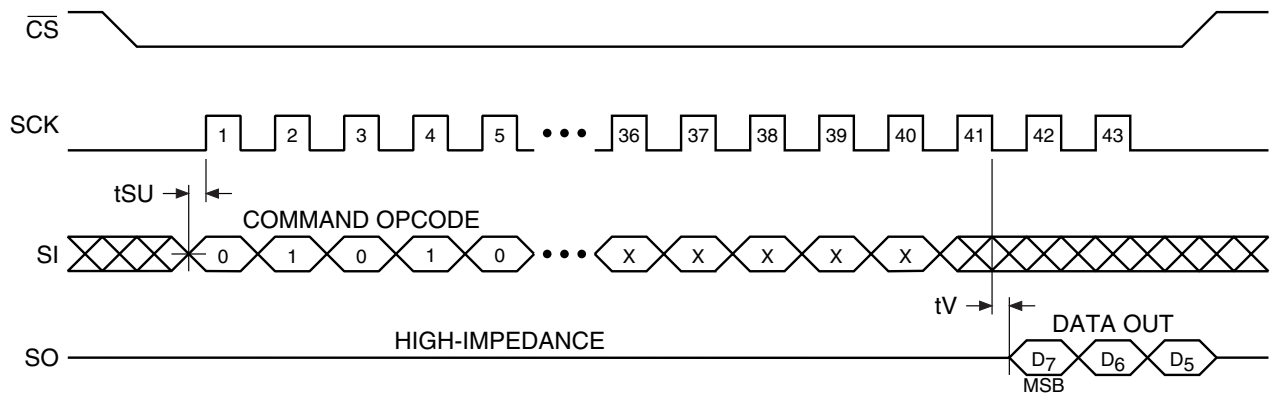 CS
SCK 1 2 3 4 5 ••• 36 37 38 39 40 41 42 43
tSU
COMMAND OPCODE
SI 0 1 0 1 0 ••• X X X X X
tV
DATA OUT
HIGH-IMPEDANCE
SO D7 D6 D5
MSB